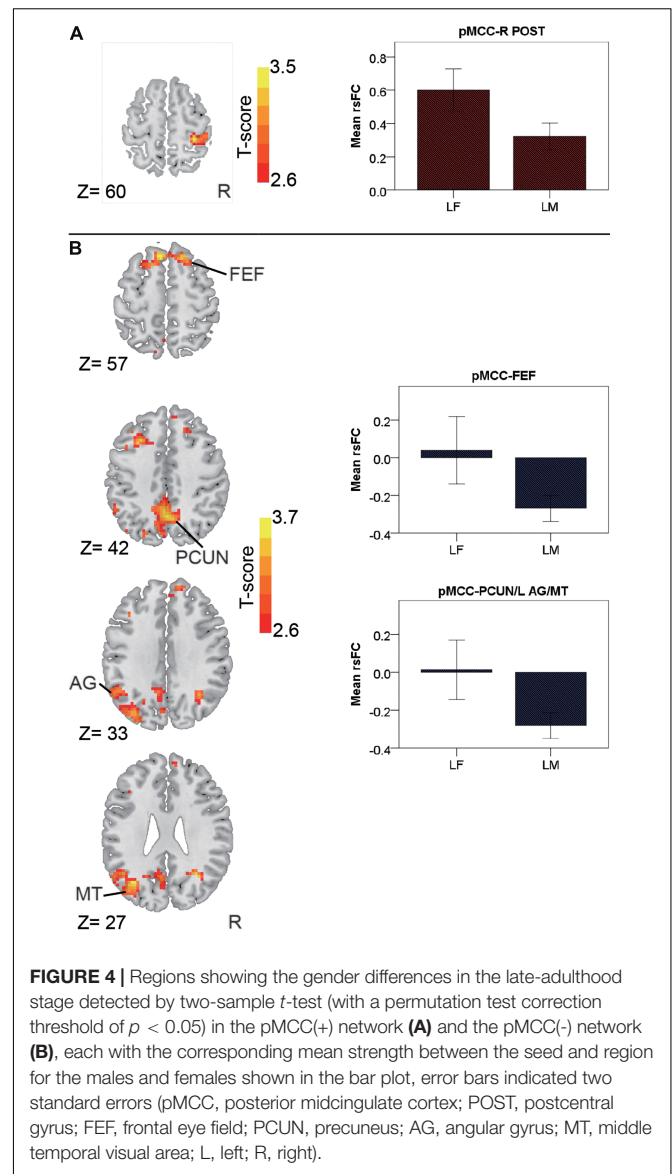 A
3.5
T-score
2.6
Z= 60
R
pMCC-R POST
Mean rsFC
0.8
0.6
0.4
0.2
0.0
LF
LM
B
FEF
Z= 57
PCUN
Z= 42
3.7
T-score
2.6
AG
Z= 33
MT
Z= 27
R
pMCC-FEF
Mean rsFC
0.2
0.0
-0.2
-0.4
LF
LM
pMCC-PCUN/L AG/MT
Mean rsFC
0.2
0.0
-0.2
-0.4
LF
LM
FIGURE 4 | Regions showing the gender differences in the late-adulthood
stage detected by two-sample t-test (with a permutation test correction
threshold of p < 0.05) in the pMCC(+) network (A) and the pMCC(-) network
(B), each with the corresponding mean strength between the seed and region
for the males and females shown in the bar plot, error bars indicated two
standard errors (pMCC, posterior midcingulate cortex; POST, postcentral
gyrus; FEF, frontal eye field; PCUN, precuneus; AG, angular gyrus; MT, middle
temporal visual area; L, left; R, right).